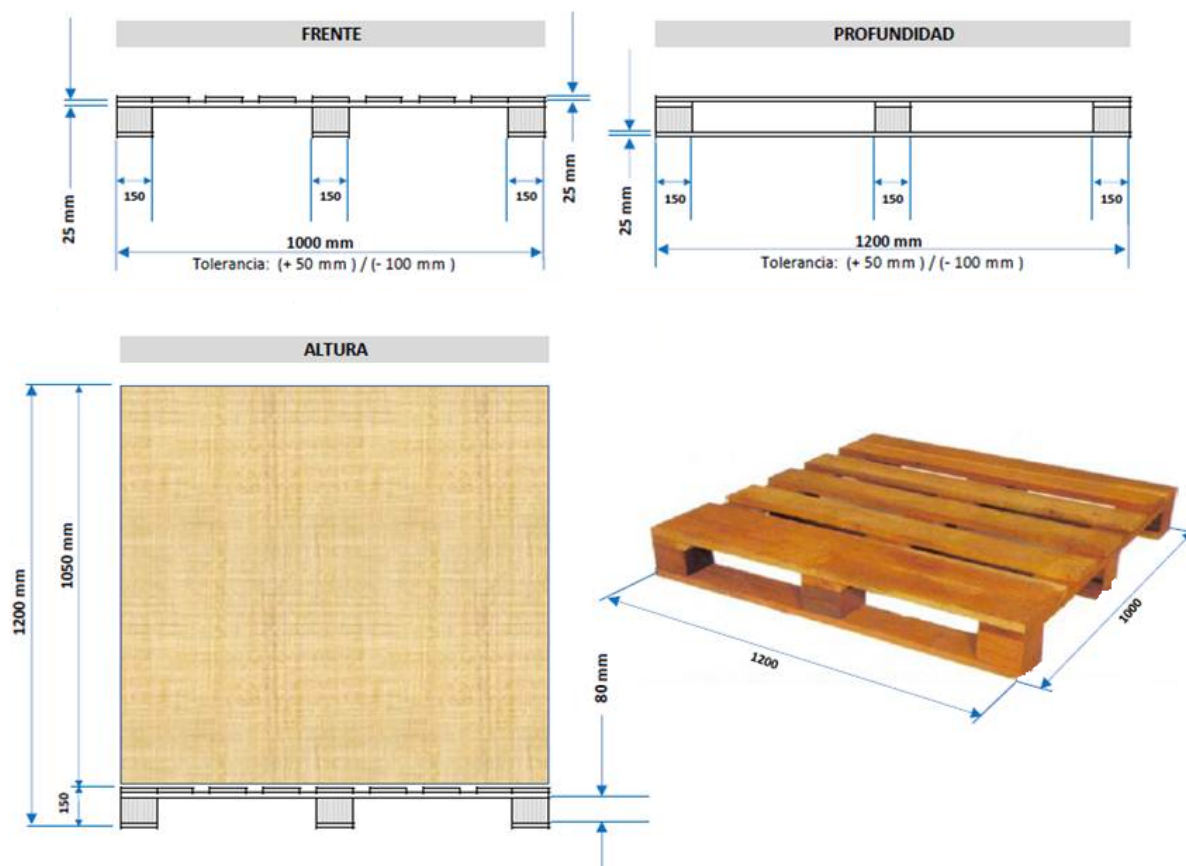 FRENTE
PROFUNDIDAD
25 mm
150
150
150
25 mm
1000 mm
Tolerancia: (+ 50 mm ) / (- 100 mm )
25 mm
150
150
150
1200 mm
Tolerancia: (+ 50 mm ) / (- 100 mm )
ALTURA
1200 mm
1050 mm
150
80 mm
1200
1000